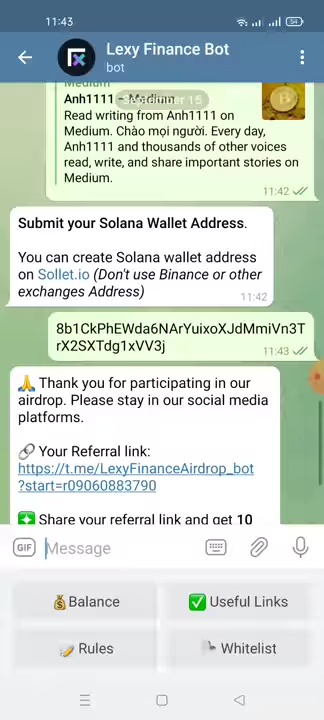 11:43
54
Lexy Finance Bot
bot
Medium
Anh1111 – Medium
September 15
Read writing from Anh1111 on
Medium. Chào mọi người. Every day,
Anh1111 and thousands of other voices
read, write, and share important stories on
Medium.
11:42
Submit your Solana Wallet Address.
You can create Solana wallet address
on Sollet.io (Don't use Binance or other
exchanges Address)
11:42
8b1CkPhEWda6NArYuixoXJdMmiVn3T
rX2SXTdg1xVV3j
11:43
🙏 Thank you for participating in our
airdrop. Please stay in our social media
platforms.
🔗 Your Referral link:
https://t.me/LexyFinanceAirdrop_bot
?start=r09060883790
Share your referral link and get 10
GIF
Message
💰Balance
✅ Useful Links
Rules
Whitelist